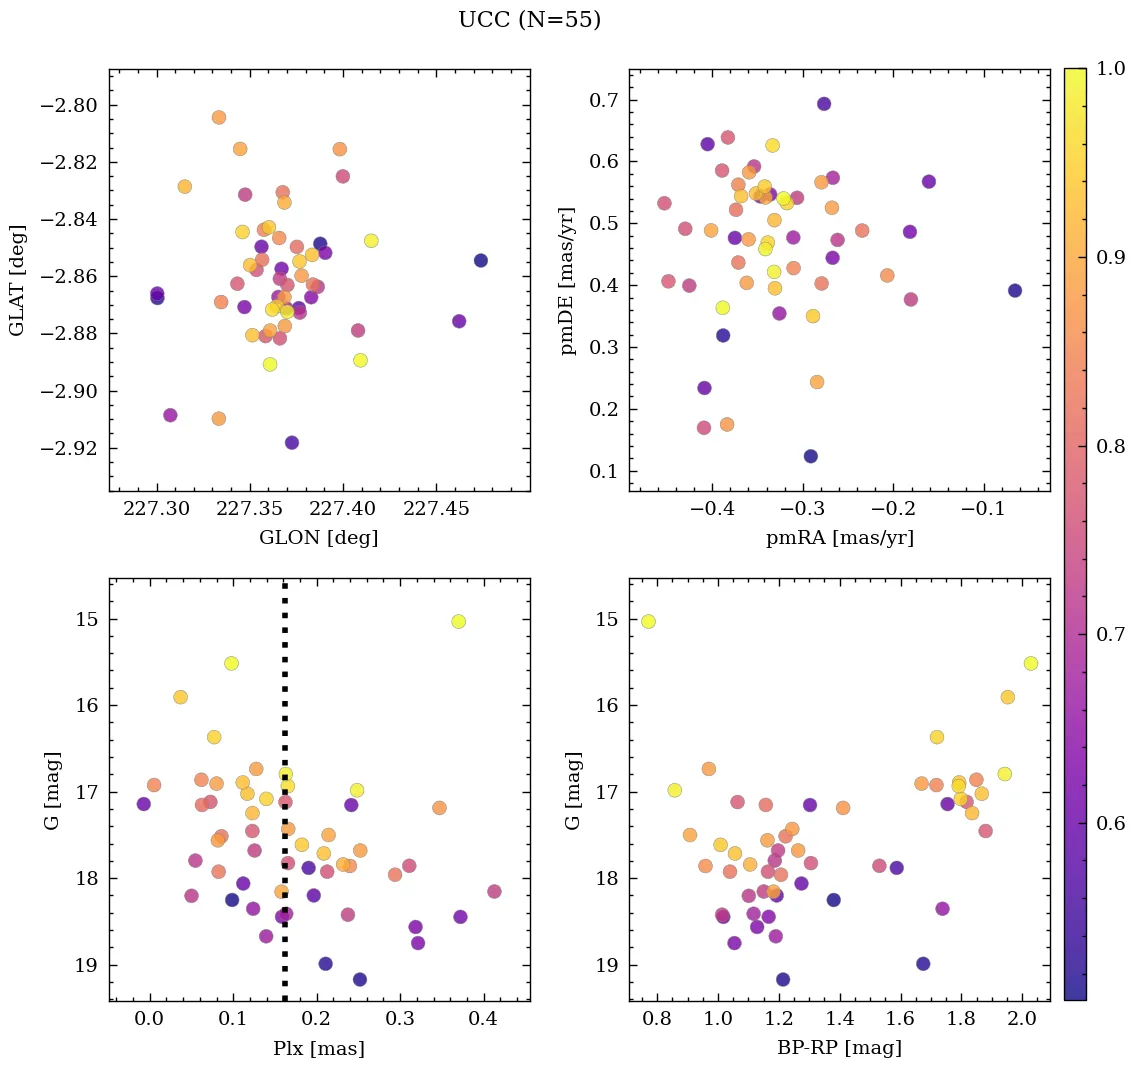 UCC (N=55)
−2.80
−2.82
−2.84
−2.86
−2.88
−2.90
−2.92
GLAT [deg]
227.30 227.35 227.40 227.45
GLON [deg]
0.7
0.6
0.5
0.4
0.3
0.2
0.1
pmDE [mas/yr]
−0.4 −0.3 −0.2 −0.1
pmRA [mas/yr]
15
16
17
18
19
G [mag]
0.0 0.1 0.2 0.3 0.4
Plx [mas]
15
16
17
18
19
G [mag]
0.8 1.0 1.2 1.4 1.6 1.8 2.0
BP-RP [mag]
1.0
0.9
0.8
0.7
0.6